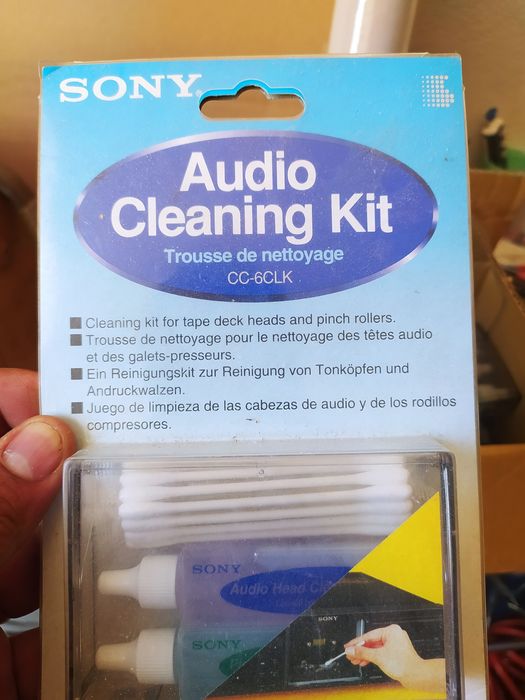 SONY
Audio
Cleaning Kit
Trousse de nettoyage
CC-6CLK
Cleaning kit for tape deck heads and pinch rollers.
Trousse de nettoyage pour le nettoyage des têtes audio
et des galets-presseurs.
Ein Reinigungskit zur Reinigung von Tonköpfen und
Andruckwalzen.
Juego de limpieza de las cabezas de audio y de los rodillos
compresores.
SONY
Audio Head
SONY
SONY